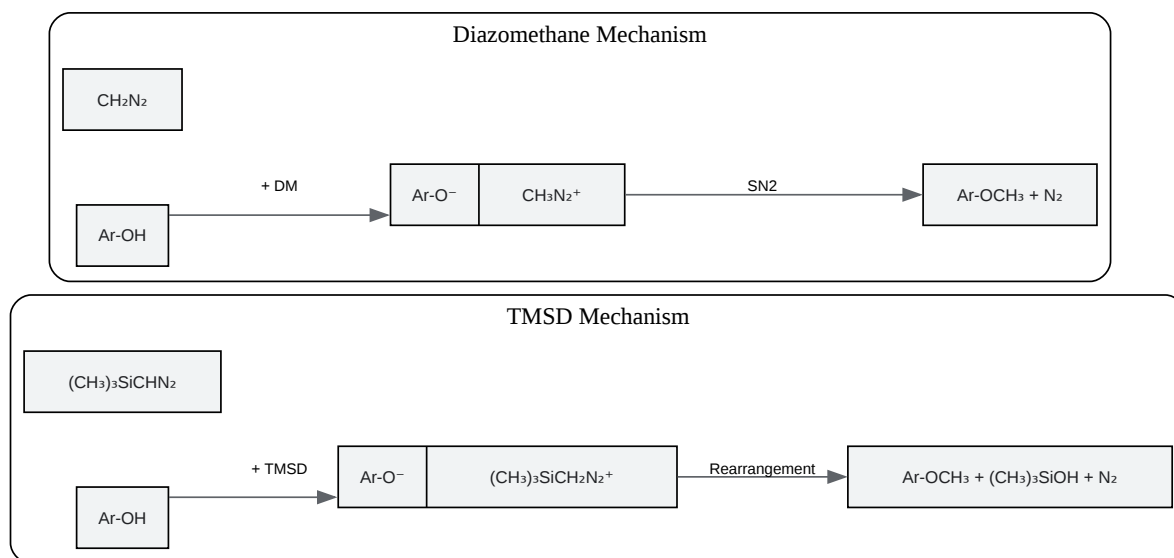 Diazomethane Mechanism
CH₂N₂
+ DM
Ar-O⁻
CH₃N₂⁺
SN2
Ar-OCH₃ + N₂
Ar-OH
TMSD Mechanism
(CH₃)₃SiCHN₂
+ TMSD
Ar-O⁻
(CH₃)₃SiCH₂N₂⁺
Rearrangement
Ar-OCH₃ + (CH₃)₃SiOH + N₂
Ar-OH